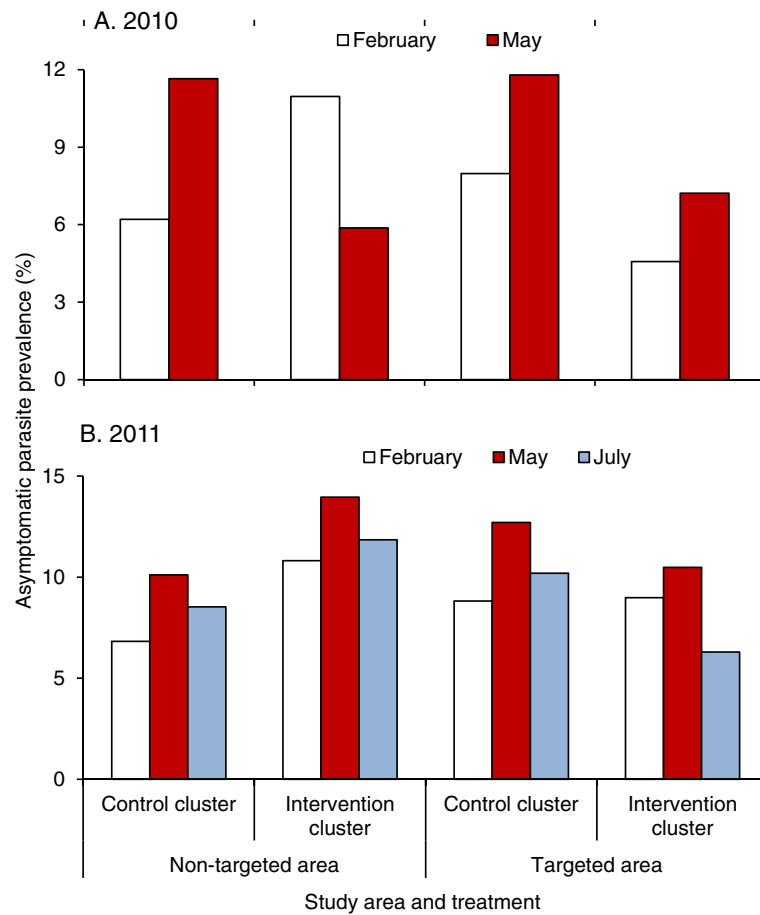 A. 2010
February May
12
9
6
3
0
Asymptomatic parasite prevalence (%)
B. 2011
February May July
15
10
5
0
Control cluster Intervention cluster Control cluster Intervention cluster
Non-targeted area Targeted area
Study area and treatment